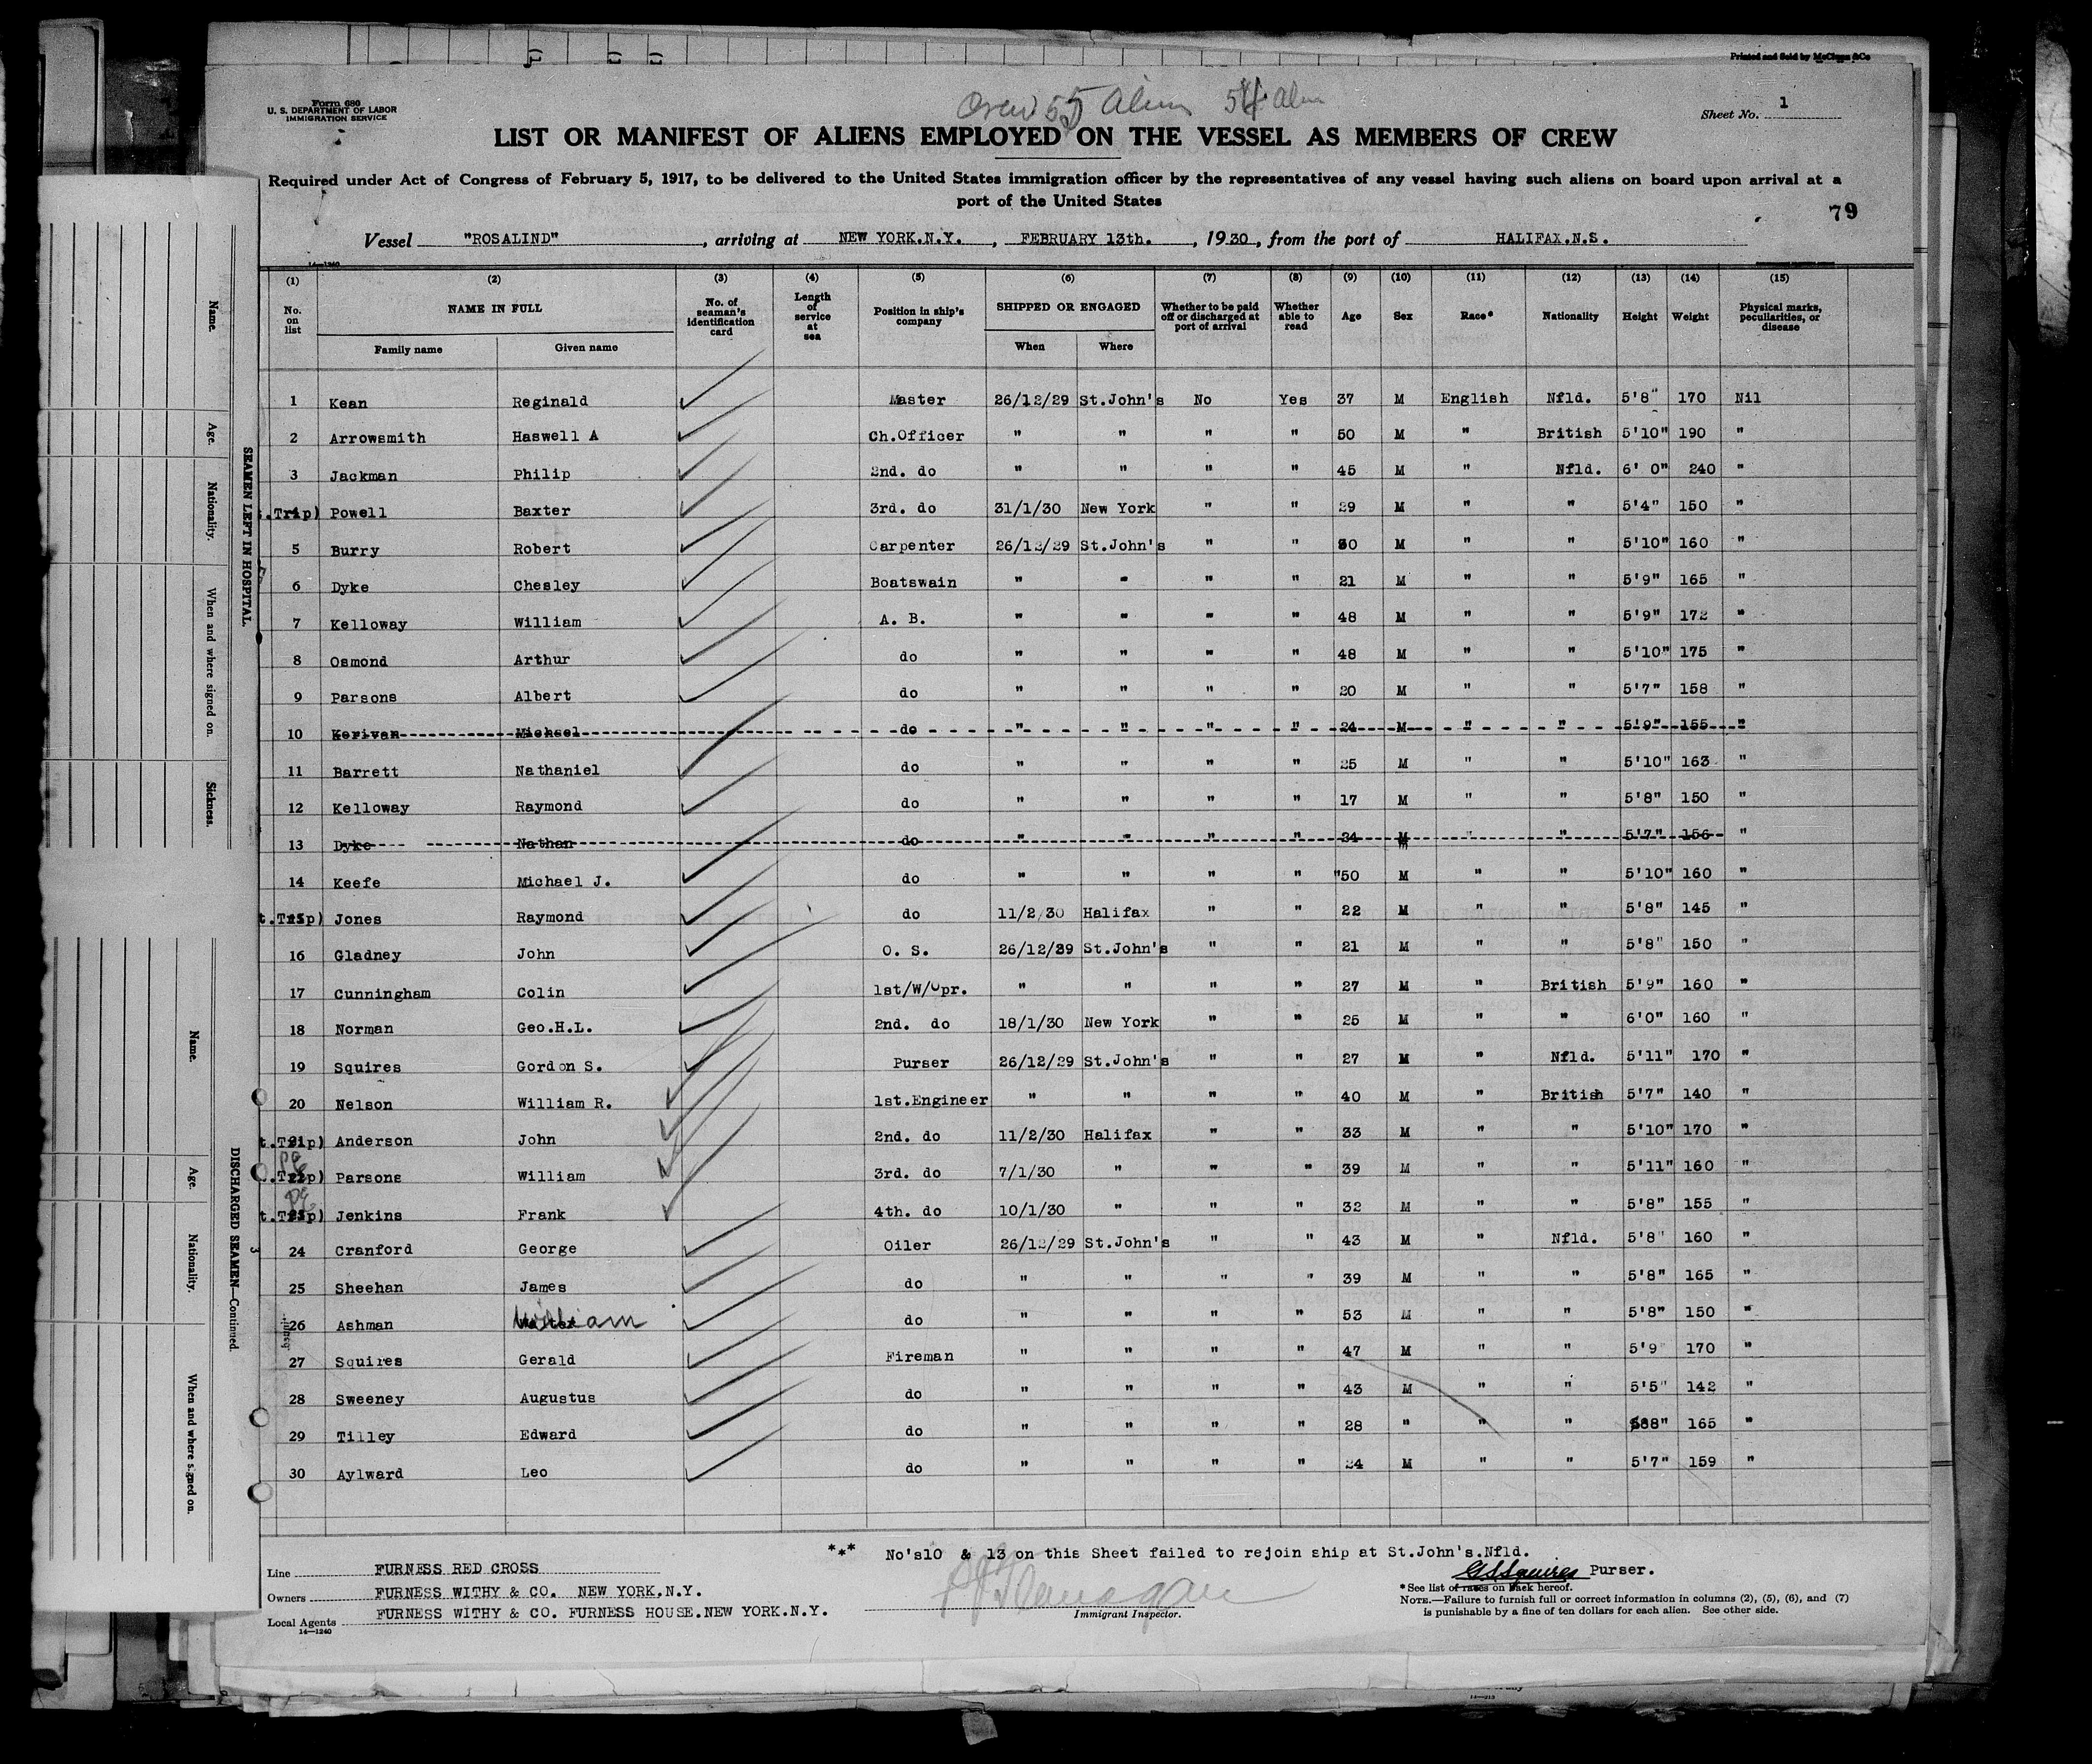 Printed and Sold by McClunn & Co
Form 680
U. S. DEPARTMENT OF LABOR
IMMIGRATION SERVICE
Crew 55 Alien 54 Alien
Sheet No. 1
LIST OR MANIFEST OF ALIENS EMPLOYED ON THE VESSEL AS MEMBERS OF CREW
Required under Act of Congress of February 5, 1917, to be delivered to the United States immigration officer by the representatives of any vessel having such aliens on board upon arrival at a
port of the United States
79
Vessel "ROSALIND", arriving at NEW YORK.N.Y., FEBRUARY 13th., 1930, from the port of HALIFAX.N.S.
14—1240
(1) (2) (3) (4) (5) (6) (7) (8) (9) (10) (11) (12) (13) (14) (15)
No. on list NAME IN FULL No. of seaman's identification card Length of service at sea Position in ship's company SHIPPED OR ENGAGED Whether to be paid off or discharged at port of arrival Whether able to read Age Sex Race* Nationality Height Weight Physical marks, peculiarities, or disease
Family name Given name When Where
1 Kean Reginald Master 26/12/29 St.John's No Yes 37 M English Nfld. 5'8" 170 Nil
2 Arrowsmith Haswell A Ch.Officer " " " " 50 M " British 5'10" 190 "
3 Jackman Philip 2nd. do " " " " 45 M " Nfld. 6' 0" 240 "
.Trip) Powell Baxter 3rd. do 31/1/30 New York " " 29 M " " 5'4" 150 "
5 Burry Robert Carpenter 26/12/29 St.John's " " 30 M " " 5'10" 160 "
6 Dyke Chesley Boatswain " " " " 21 M " " 5'9" 165 "
7 Kelloway William A. B. " " " " 48 M " " 5'9" 172 "
8 Osmond Arthur do " " " " 48 M " " 5'10" 175 "
9 Parsons Albert do " " " " 20 M " " 5'7" 158 "
10 Kerivan Michael do " " " " 24 M " " 5'9" 155 "
11 Barrett Nathaniel do " " " " 25 M " " 5'10" 163 "
12 Kelloway Raymond do " " " " 17 M " " 5'8" 150 "
13 Dyke Nathan do " " " " 24 M " " 5'7" 156 "
14 Keefe Michael J. do " " " " "50 M " " 5'10" 160 "
t.Trip) Jones Raymond do 11/2/30 Halifax " " 22 M " " 5'8" 145 "
16 Gladney John O. S. 26/12/29 St.John's " " 21 M " " 5'8" 150 "
17 Cunningham Colin 1st/W/Opr. " " " " 27 M " British 5'9" 160 "
18 Norman Geo.H.L. 2nd. do 18/1/30 New York " " 25 M " " 6'0" 160 "
19 Squires Gordon S. Purser 26/12/29 St.John's " " 27 M " Nfld. 5'11" 170 "
20 Nelson William R. 1st.Engineer " " " " 40 M " British 5'7" 140 "
t.Trip) Anderson John 2nd. do 11/2/30 Halifax " " 33 M " " 5'10" 170 "
.Trip) Parsons William 3rd. do 7/1/30 " " " 39 M " " 5'11" 160 "
t.Trip) Jenkins Frank 4th. do 10/1/30 " " " 32 M " " 5'8" 155 "
24 Cranford George Oiler 26/12/29 St.John's " " 43 M " Nfld. 5'8" 160 "
25 Sheehan James do " " " " 39 M " " 5'8" 165 "
26 Ashman William do " " " " 53 M " " 5'8" 150 "
27 Squires Gerald Fireman " " " " 47 M " " 5'9 170 "
28 Sweeney Augustus do " " " " 43 M " " 5'5" 142 "
29 Tilley Edward do " " " " 28 " " " 5'8" 165 "
30 Aylward Leo do " " " " 24 M " " 5'7" 159 "
*** No's10 & 13 on this Sheet failed to rejoin ship at St.John's.Nfld.
GSSquires Purser.
Line FURNESS RED CROSS
Owners FURNESS WITHY & CO. NEW YORK.N.Y.
Local Agents FURNESS WITHY & CO. FURNESS HOUSE.NEW YORK.N.Y.
14—1240
Immigrant Inspector.
* See list of races on back hereof.
NOTE.—Failure to furnish full or correct information in columns (2), (5), (6), and (7)
is punishable by a fine of ten dollars for each alien. See other side.
SEAMEN LEFT IN HOSPITAL.
Name.
Age.
Nationality.
When and where signed on.
Sickness.
DISCHARGED SEAMEN—Continued.
Name.
Age.
Nationality.
When and where signed on.
14—213